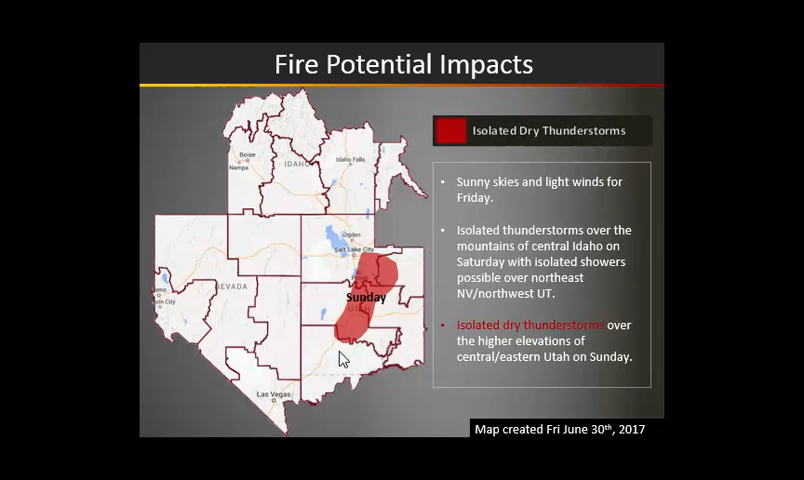 Fire Potential Impacts
Isolated Dry Thunderstorms
Boise
Nampa
IDAHO
Idaho Falls
Ogden
Salt Lake City
Sunday
NEVADA
Las Vegas
• Sunny skies and light winds for
Friday.
• Isolated thunderstorms over the
mountains of central Idaho on
Saturday with isolated showers
possible over northeast
NV/northwest UT.
• Isolated dry thunderstorms over
the higher elevations of
central/eastern Utah on Sunday.
Map created Fri June 30th, 2017